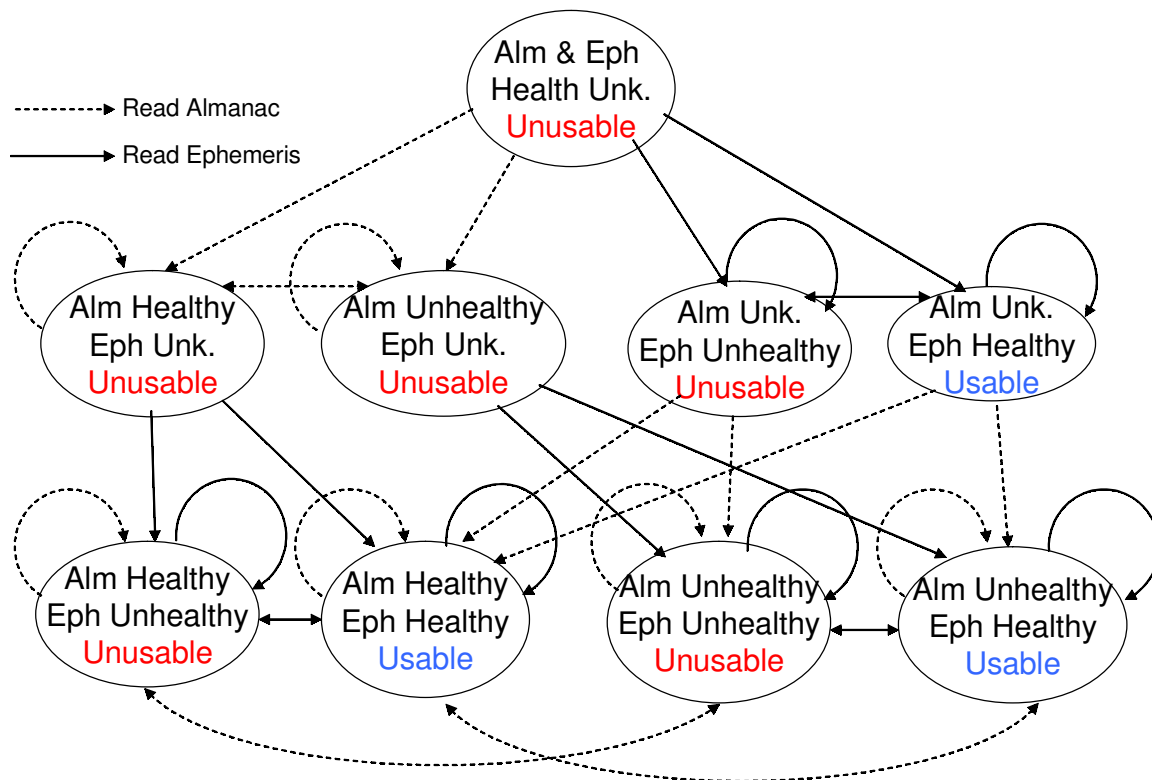 Alm & Eph
Health Unk.
Unusable
Read Almanac
Read Ephemeris
Alm Healthy
Eph Unk.
Unusable
Alm Unhealthy
Eph Unk.
Unusable
Alm Unk.
Eph Unhealthy
Unusable
Alm Unk.
Eph Healthy
Usable
Alm Healthy
Eph Unhealthy
Unusable
Alm Healthy
Eph Healthy
Usable
Alm Unhealthy
Eph Unhealthy
Unusable
Alm Unhealthy
Eph Healthy
Usable